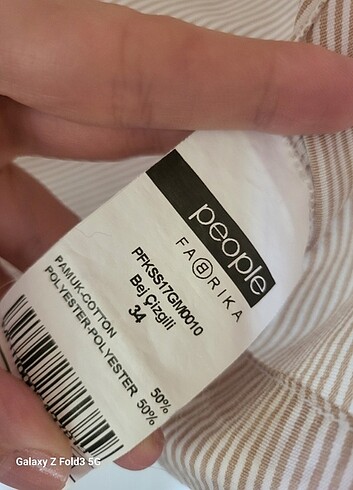 people
FABRIKA
PFKSS17GM0010
Bej Çizgili
34
PAMUK-COTTON 50%
POLYESTER-POLYESTER 50%
Galaxy Z Fold3 5G